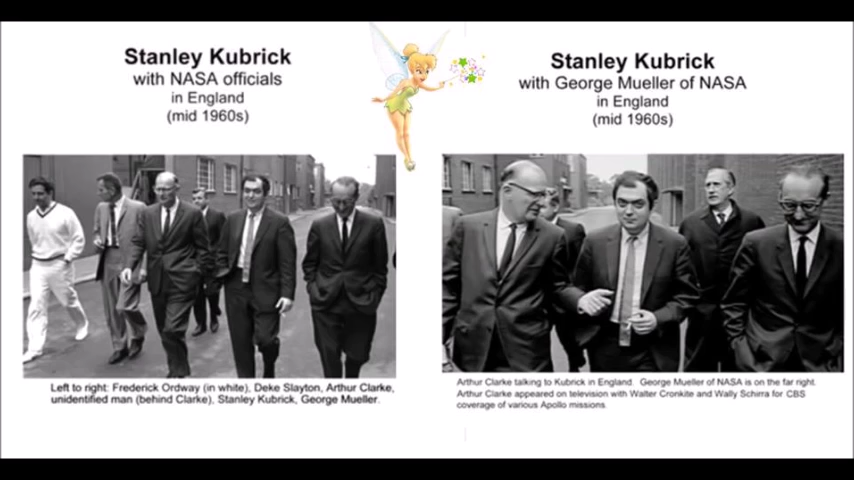 Stanley Kubrick
with NASA officials
in England
(mid 1960s)
Left to right: Frederick Ordway (in white), Deke Slayton, Arthur Clarke,
unidentified man (behind Clarke), Stanley Kubrick, George Mueller.
Stanley Kubrick
with George Mueller of NASA
in England
(mid 1960s)
Arthur Clarke talking to Kubrick in England. George Mueller of NASA is on the far right.
Arthur Clarke appeared on television with Walter Cronkite and Wally Schirra for CBS
coverage of various Apollo missions.